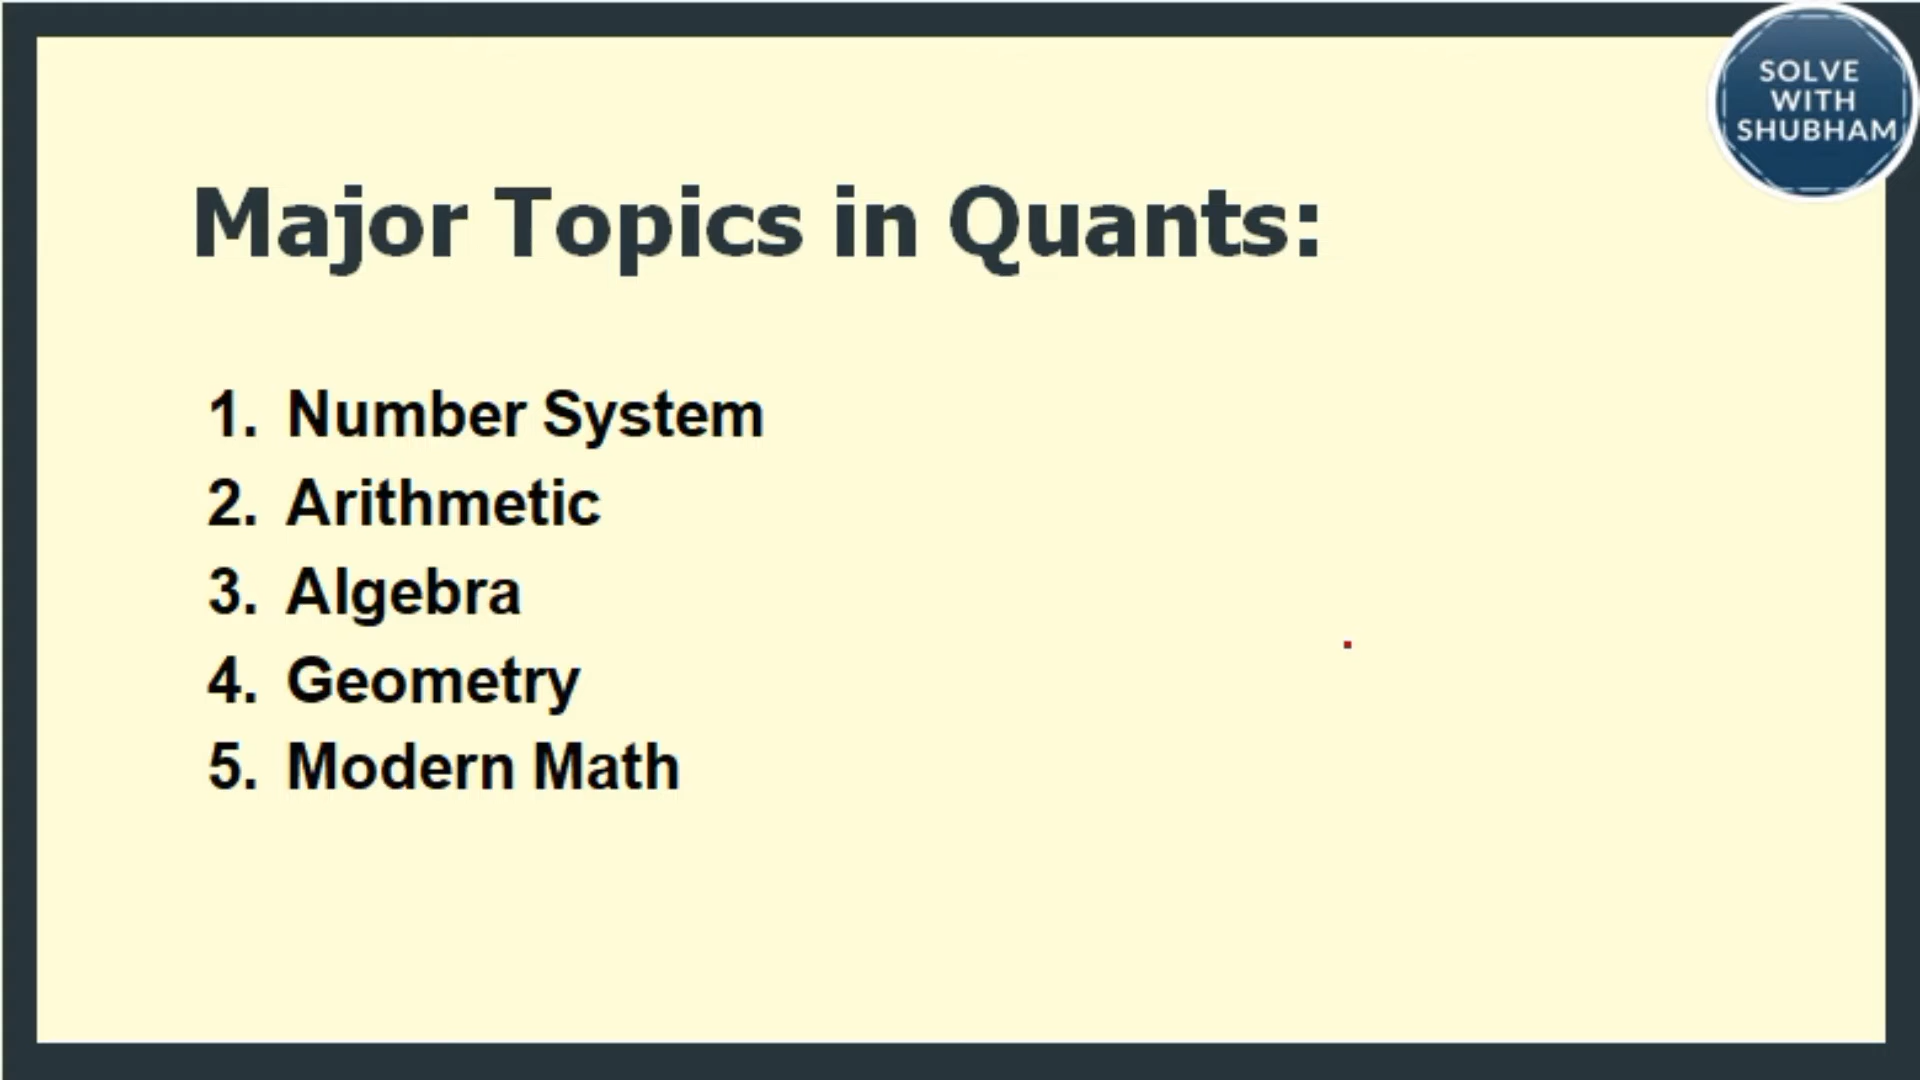 SOLVE
WITH
SHUBHAM
Major Topics in Quants:
1. Number System
2. Arithmetic
3. Algebra
4. Geometry
5. Modern Math